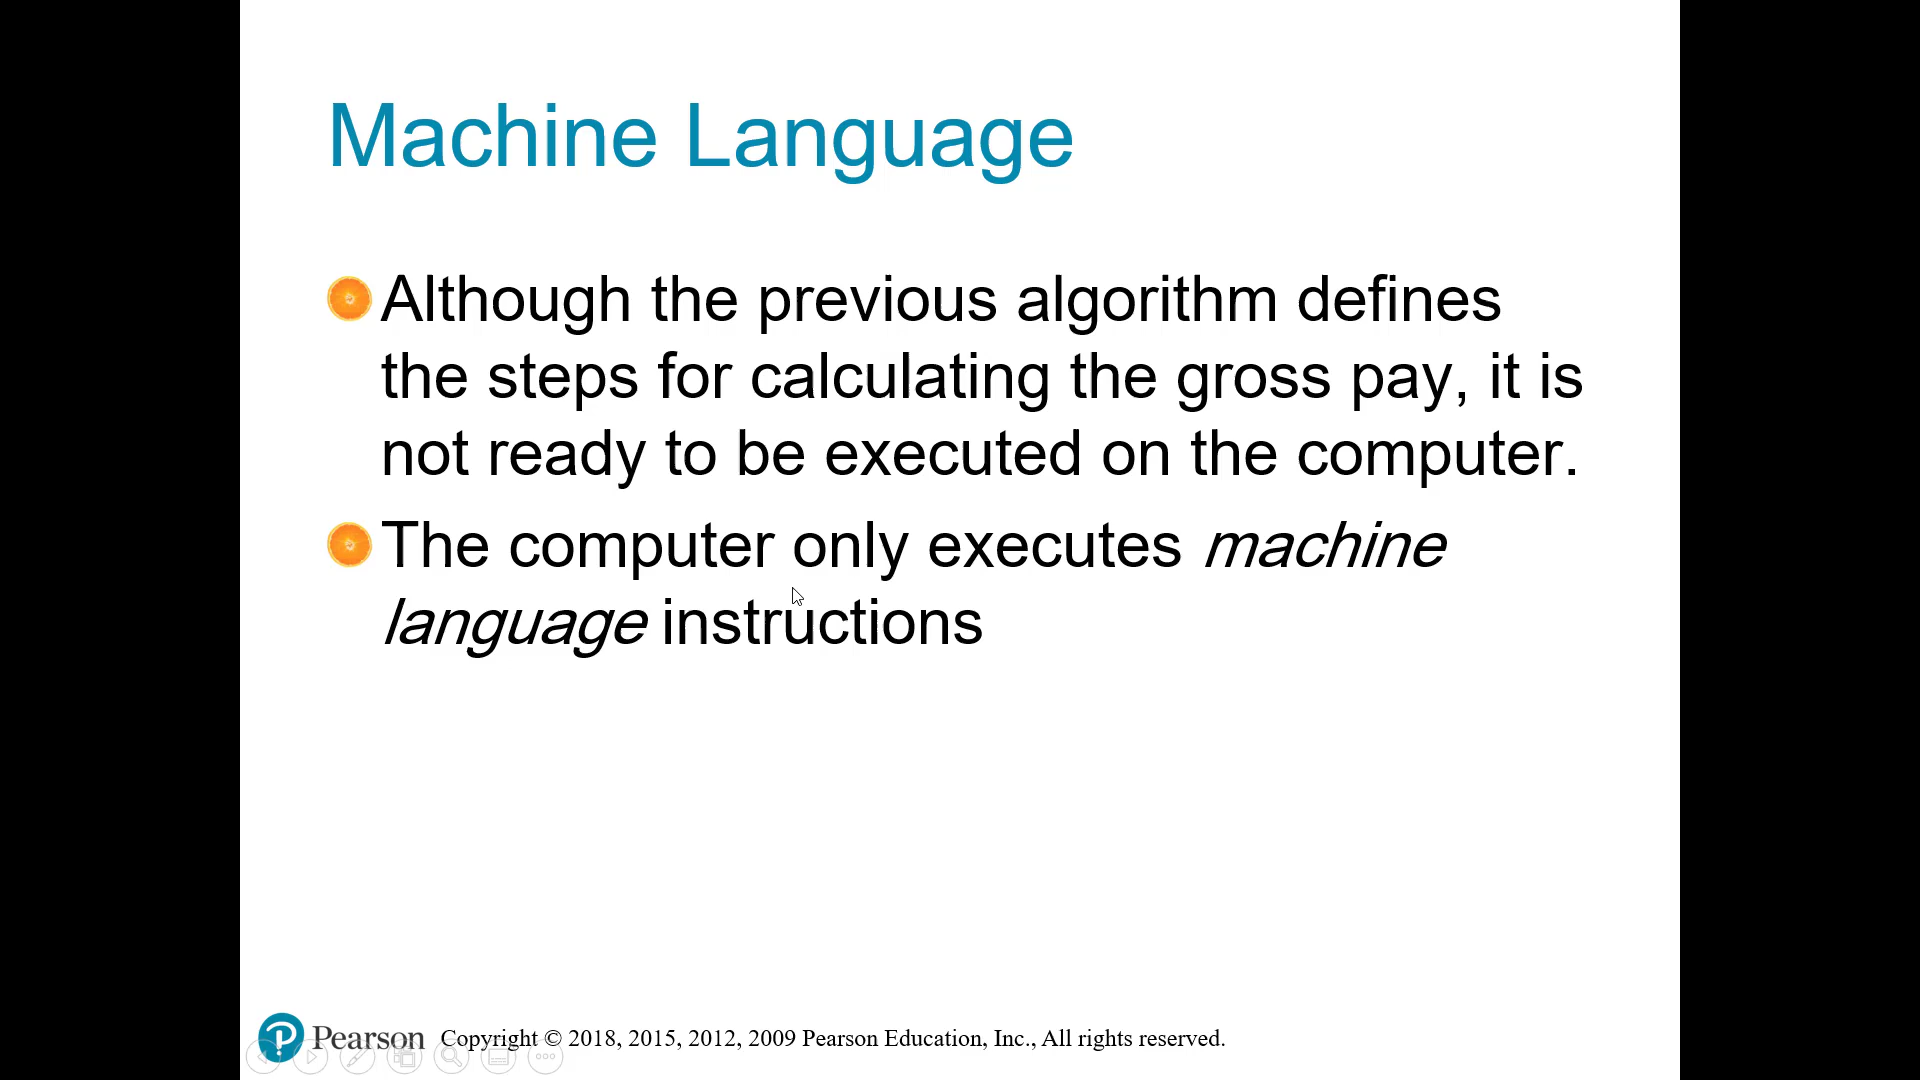 Machine Language
Although the previous algorithm defines
the steps for calculating the gross pay, it is
not ready to be executed on the computer.
The computer only executes machine
language instructions
Pearson Copyright © 2018, 2015, 2012, 2009 Pearson Education, Inc., All rights reserved.